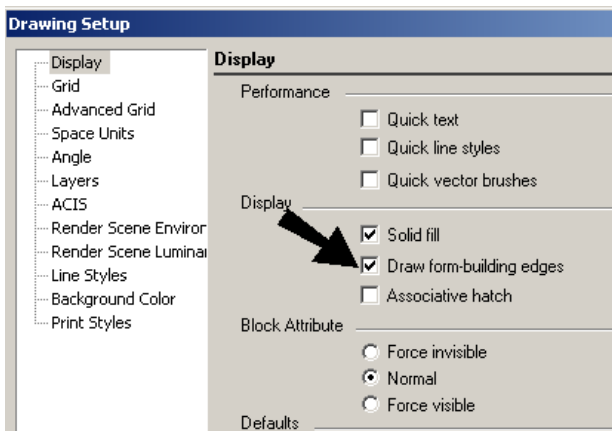 Drawing Setup
Display
Grid
Advanced Grid
Space Units
Angle
Layers
ACIS
Render Scene Environ
Render Scene Luminar
Line Styles
Background Color
Print Styles
Display
Performance
Quick text
Quick line styles
Quick vector brushes
Display
Solid fill
Draw form-building edges
Associative hatch
Block Attribute
Force invisible
Normal
Force visible
Defaults